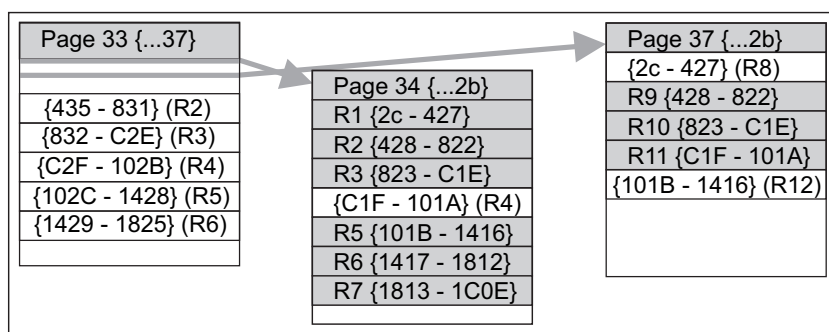 Page 33 {...37}
{435 - 831} (R2)
{832 - C2E} (R3)
{C2F - 102B} (R4)
{102C - 1428} (R5)
{1429 - 1825} (R6)
Page 34 {...2b}
R1 {2c - 427}
R2 {428 - 822}
R3 {823 - C1E}
{C1F - 101A} (R4)
R5 {101B - 1416}
R6 {1417 - 1812}
R7 {1813 - 1C0E}
Page 37 {...2b}
{2c - 427} (R8)
R9 {428 - 822}
R10 {823 - C1E}
R11 {C1F - 101A}
{101B - 1416} (R12)